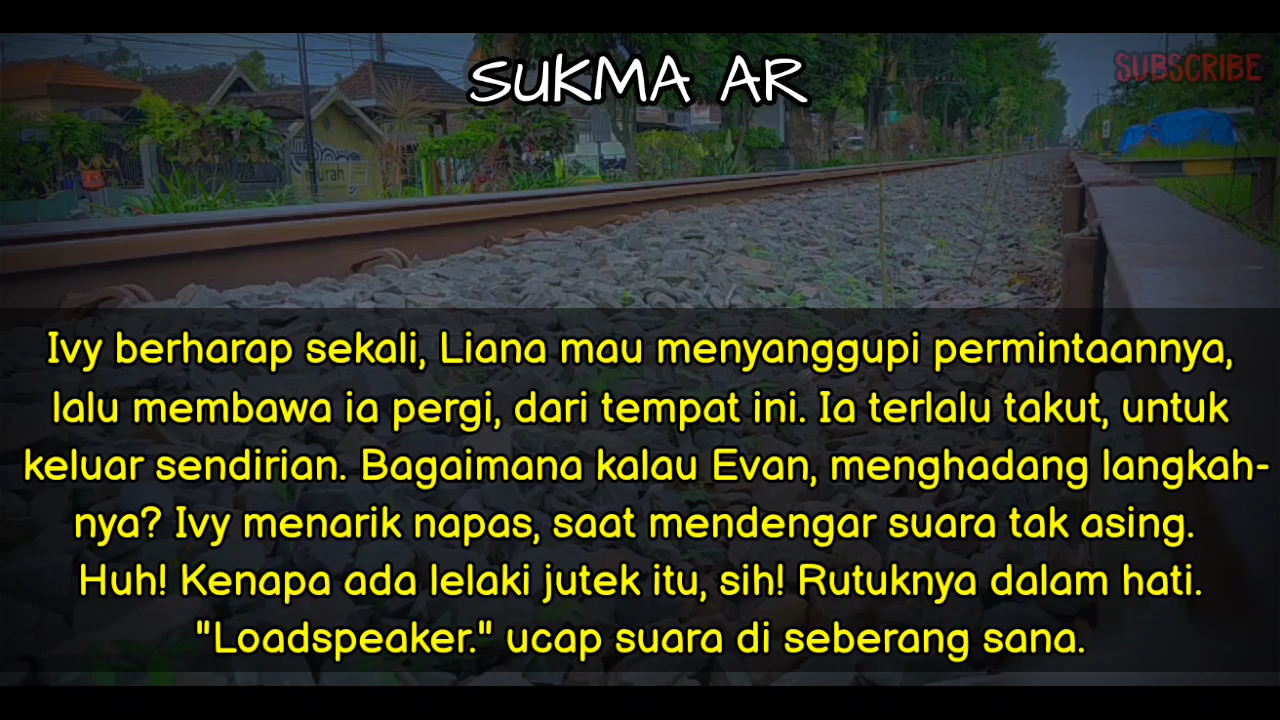 SUKMA AR
SUBSCRIBE
murah
Ivy berharap sekali, Liana mau menyanggupi permintaannya,
lalu membawa ia pergi, dari tempat ini. Ia terlalu takut, untuk
keluar sendirian. Bagaimana kalau Evan, menghadang langkah-
nya? Ivy menarik napas, saat mendengar suara tak asing.
Huh! Kenapa ada lelaki jutek itu, sih! Rutuknya dalam hati.
"Loadspeaker." ucap suara di seberang sana.